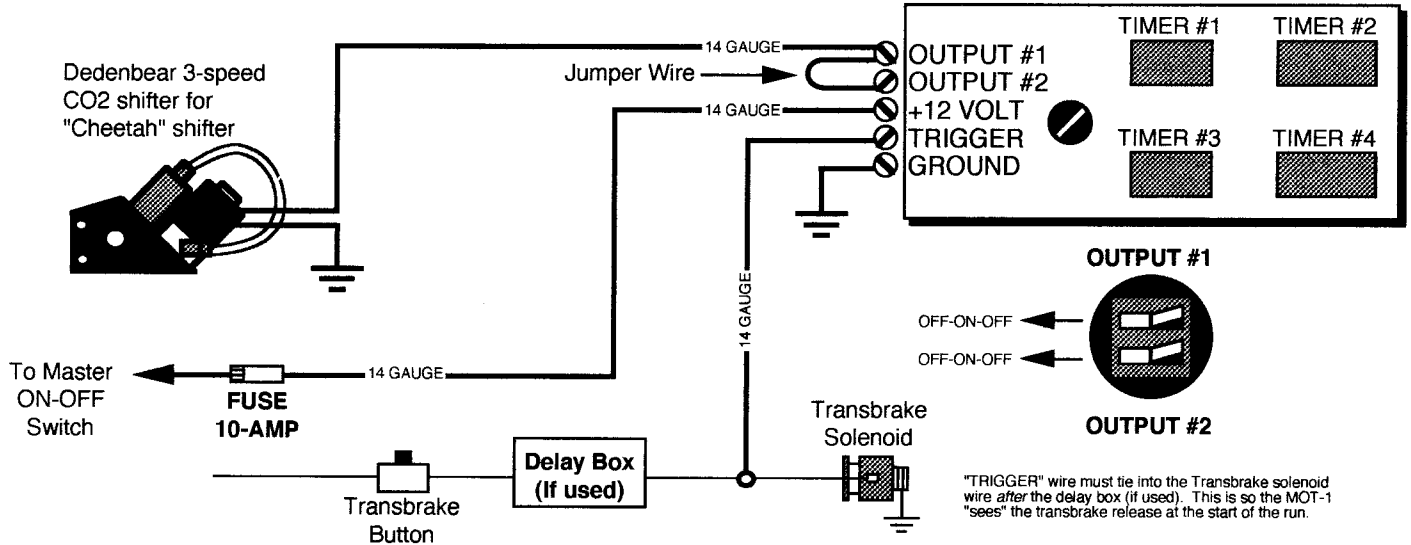 Dedenbear 3-speed
CO2 shifter for
"Cheetah" shifter
14 GAUGE
Jumper Wire
14 GAUGE
OUTPUT #1
OUTPUT #2
+12 VOLT
TRIGGER
GROUND
TIMER #1
TIMER #2
TIMER #3
TIMER #4
14 GAUGE
OUTPUT #1
OFF-ON-OFF
OFF-ON-OFF
OUTPUT #2
To Master
ON-OFF
Switch
FUSE
10-AMP
14 GAUGE
Transbrake
Button
Delay Box
(If used)
Transbrake
Solenoid
"TRIGGER" wire must tie into the Transbrake solenoid
wire after the delay box (if used). This is so the MOT-1
"sees" the transbrake release at the start of the run.